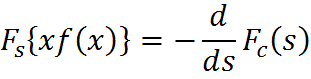 F_s{xf(x)} = -\frac{d}{ds}F_c(s)